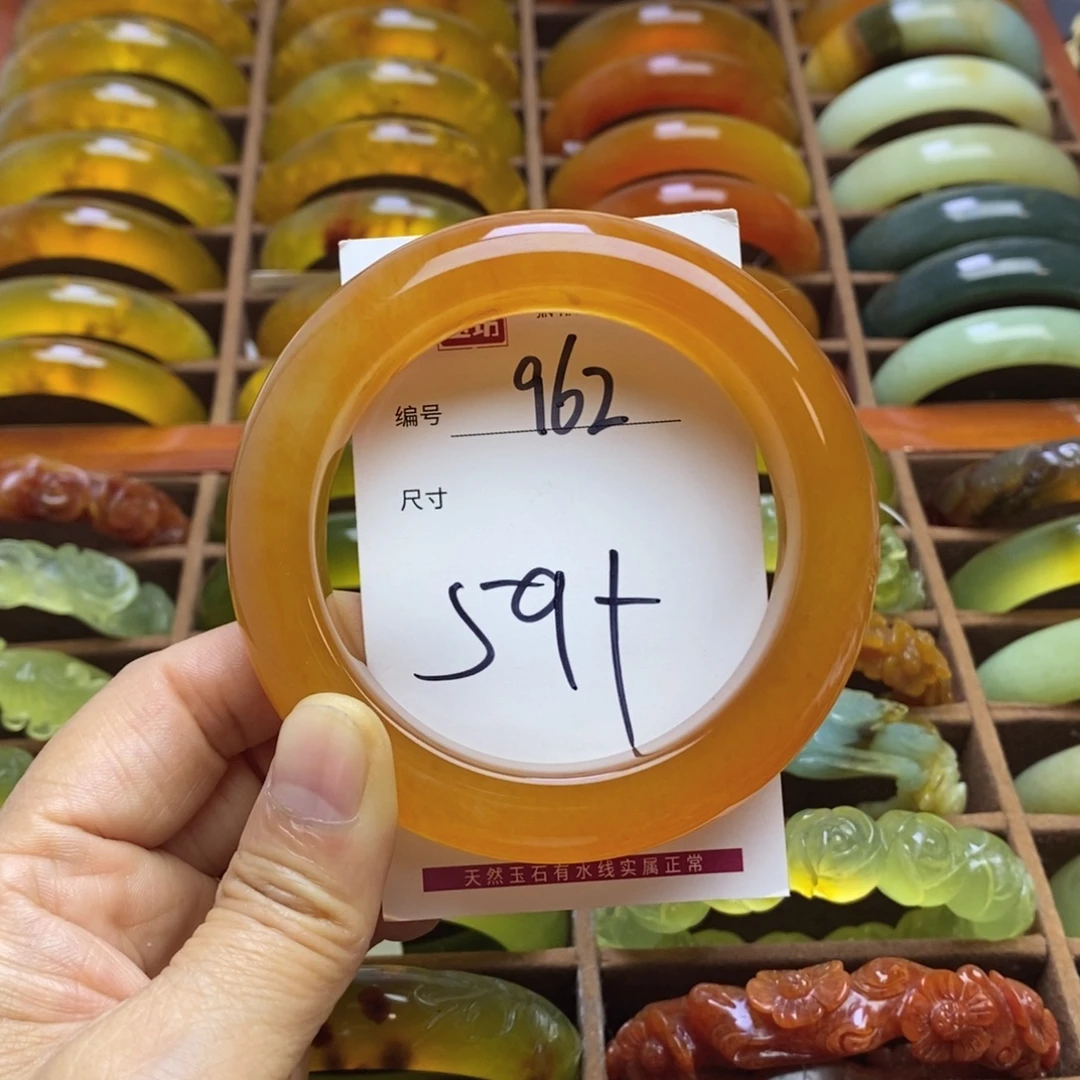 编号 962
尺寸
59+
天然玉石有水线实属正常